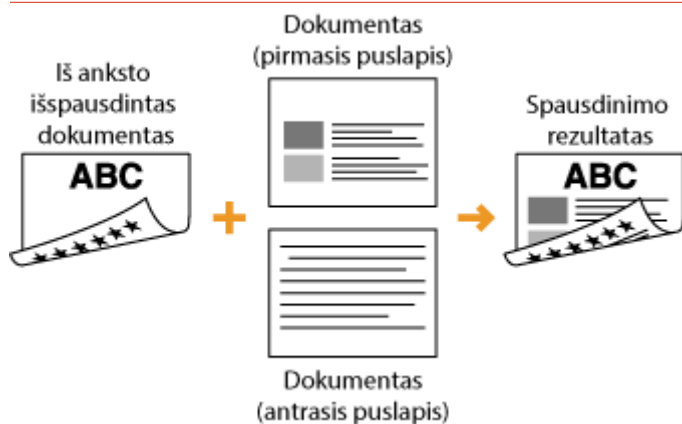 Iš anksto
išspausdintas
dokumentas
ABC
Dokumentas
(pirmasis puslapis)
Dokumentas
(antrasis puslapis)
Spausdinimo
rezultatas
ABC